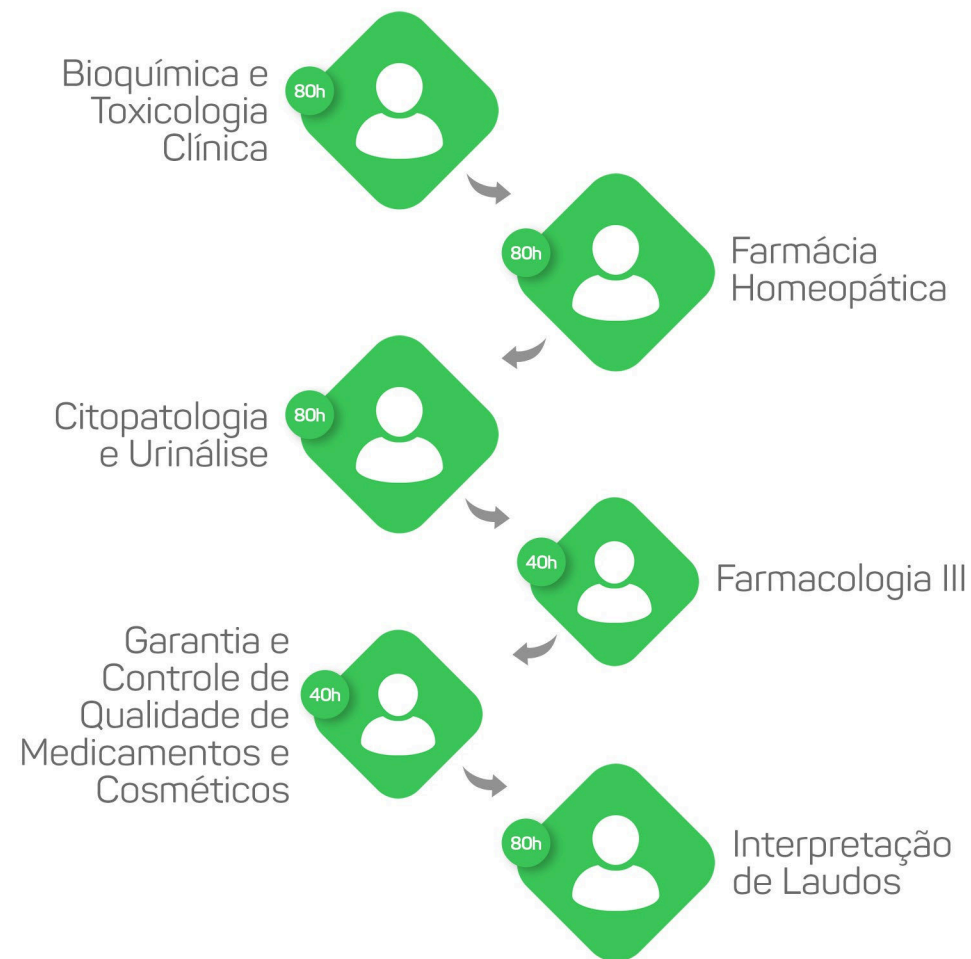 Bioquímica e
Toxicologia
Clínica
80h
80h
Farmácia
Homeopática
Citopatologia
e Urinálise
80h
40h
Farmacologia III
Garantia e
Controle de
Qualidade de
Medicamentos e
Cosméticos
40h
80h
Interpretação
de Laudos